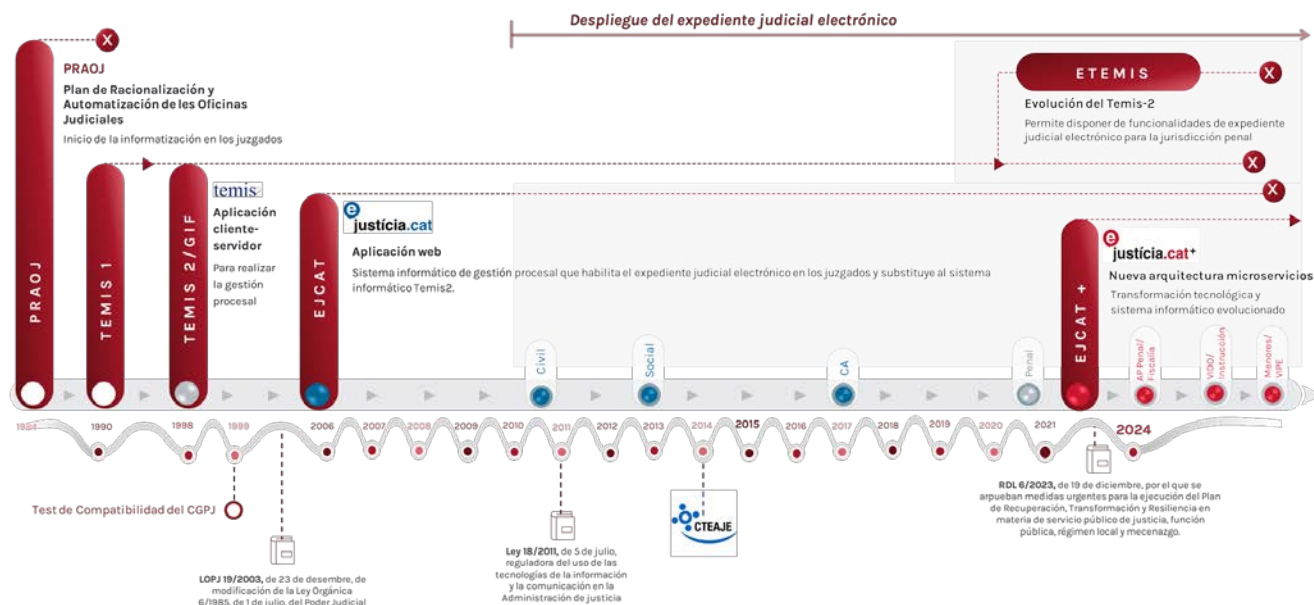 Despliegue del expediente judicial electrónico
PRAOJ
Plan de Racionalización y
Automatización de les Oficinas
Judiciales
Inicio de la informatización en los juzgados
ETEMIS
Evolución del Temis-2
Permite disponer de funcionalidades de expediente
judicial electrónico para la jurisdicción penal
temis
Aplicación
cliente-
servidor
Para realizar
la gestión
procesal
e
justícia.cat
Aplicación web
Sistema informático de gestión procesal que habilita el expediente judicial electrónico en los juzgados y substituye al sistema
informático Temis2.
e
justícia.cat+
Nueva arquitectura microservicios
Transformación tecnológica y
sistema informático evolucionado
PRAOJ
TEMIS 1
TEMIS 2/GIF
EJCAT
Civil
Social
CA
Penal
EJCAT +
AP Penal/
Fiscalía
VIDO/
Instrucción
Menores/
VIPE
1984
1990
1998
1999
2006
2007
2008
2009
2010
2011
2012
2013
2014
2015
2016
2017
2018
2019
2020
2021
2024
Test de Compatibilidad del CGPJ
LOPJ 19/2003, de 23 de desembre, de
modificación de la Ley Orgánica
6/1985, de 1 de julio, del Poder Judicial
Ley 18/2011, de 5 de julio,
reguladora del uso de las
tecnologías de la información
y la comunicación en la
Administración de justicia
CTEAJE
RDL 6/2023, de 19 de diciembre, por el que se
arpueban medidas urgentes para la ejecución del Plan
de Recuperación, Transformación y Resiliencia en
materia de servicio público de justicia, función
pública, régimen local y mecenazgo.